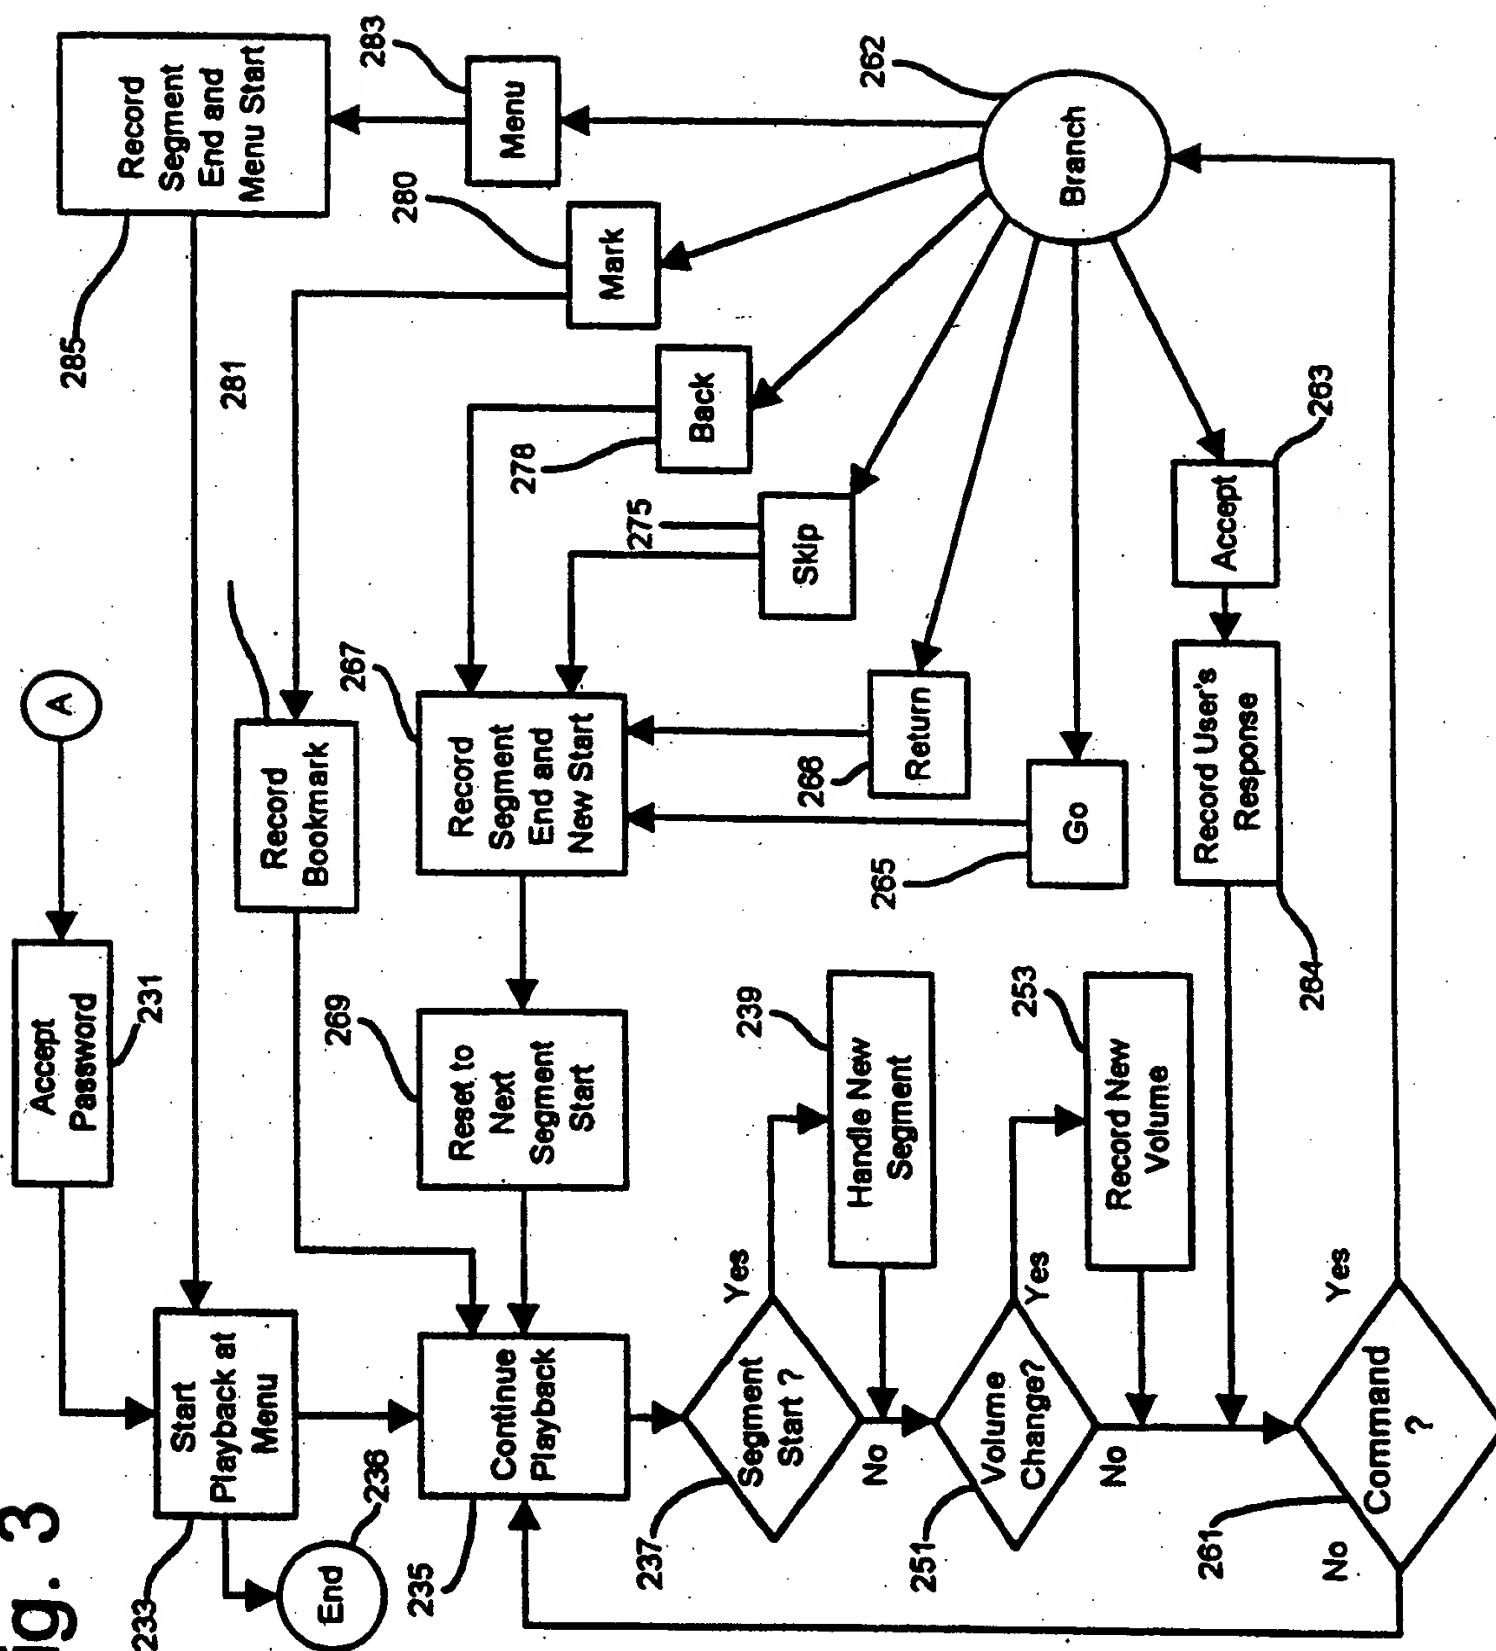 ig. 3
A
Accept
Password
231
Start
Playback at
Menu
233
End
236
Continue
Playback
235
Record
Bookmark
281
Record
Segment
End and
Menu Start
285
Menu
283
Mark
280
Back
278
Skip
275
Return
266
Go
265
Record
Segment
End and
New Start
267
Reset to
Next
Segment
Start
269
Segment
Start ?
237
Yes
No
Handle New
Segment
239
Volume
Change?
251
Yes
No
Record New
Volume
253
Command
?
261
Yes
No
Record User's
Response
264
Accept
263
Branch
262